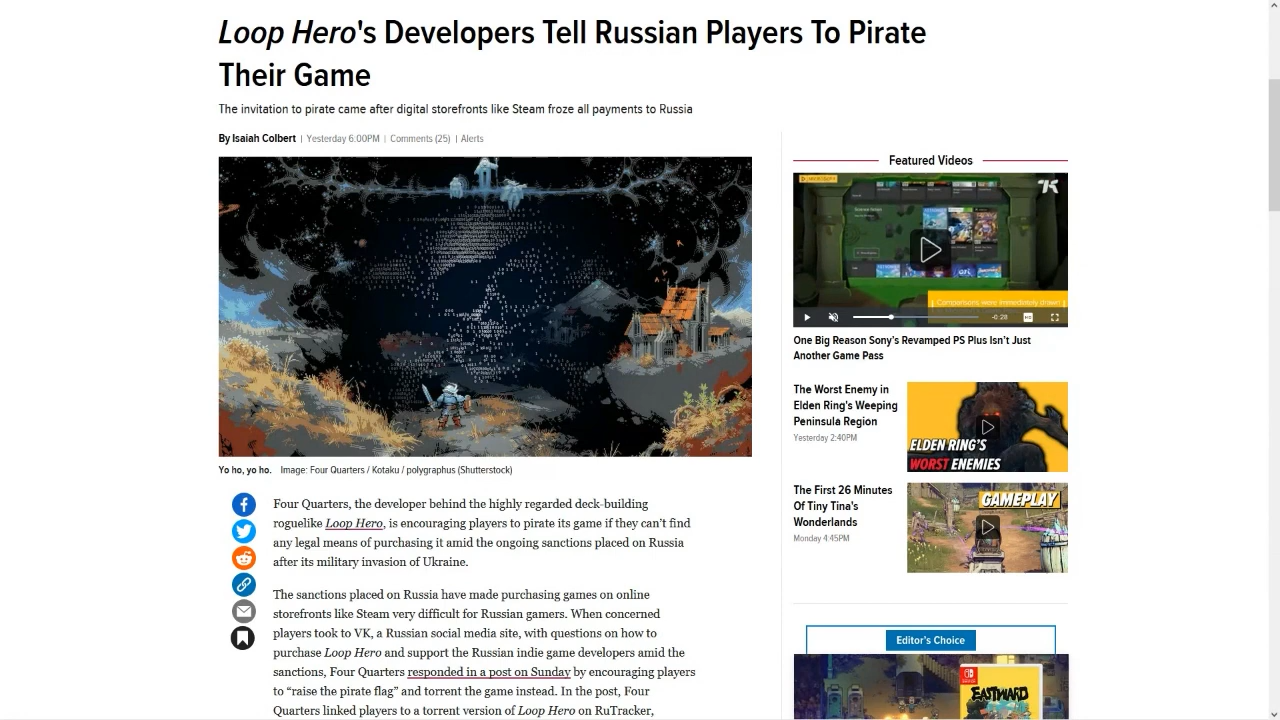 Loop Hero's Developers Tell Russian Players To Pirate
Their Game
The invitation to pirate came after digital storefronts like Steam froze all payments to Russia
By Isaiah Colbert | Yesterday 6:00PM | Comments (25) | Alerts
Yo ho, yo ho. Image: Four Quarters / Kotaku / polygraphus (Shutterstock)
Four Quarters, the developer behind the highly regarded deck-building
roguelike Loop Hero, is encouraging players to pirate its game if they can't find
any legal means of purchasing it amid the ongoing sanctions placed on Russia
after its military invasion of Ukraine.
The sanctions placed on Russia have made purchasing games on online
storefronts like Steam very difficult for Russian gamers. When concerned
players took to VK, a Russian social media site, with questions on how to
purchase Loop Hero and support the Russian indie game developers amid the
sanctions, Four Quarters responded in a post on Sunday by encouraging players
to “raise the pirate flag” and torrent the game instead. In the post, Four
Quarters linked players to a torrent version of Loop Hero on RuTracker,
Featured Videos
Comparisons were immediately drawn
-0:28
HD
One Big Reason Sony's Revamped PS Plus Isn't Just
Another Game Pass
The Worst Enemy in
Elden Ring's Weeping
Peninsula Region
Yesterday 2:40PM
ELDEN RING'S
WORST ENEMIES
The First 26 Minutes
Of Tiny Tina's
Wonderlands
Monday 4:45PM
GAMEPLAY
Editor's Choice
EASTWARD